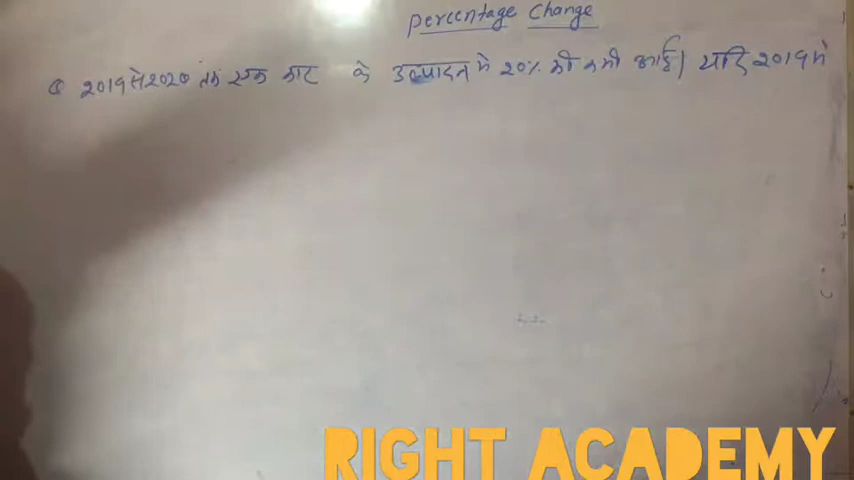 Percentage Change
Q 2019 से 2020 तक एक कार के उत्पादन में 20% की कमी आई। यदि 2019 में
RIGHT ACADEMY